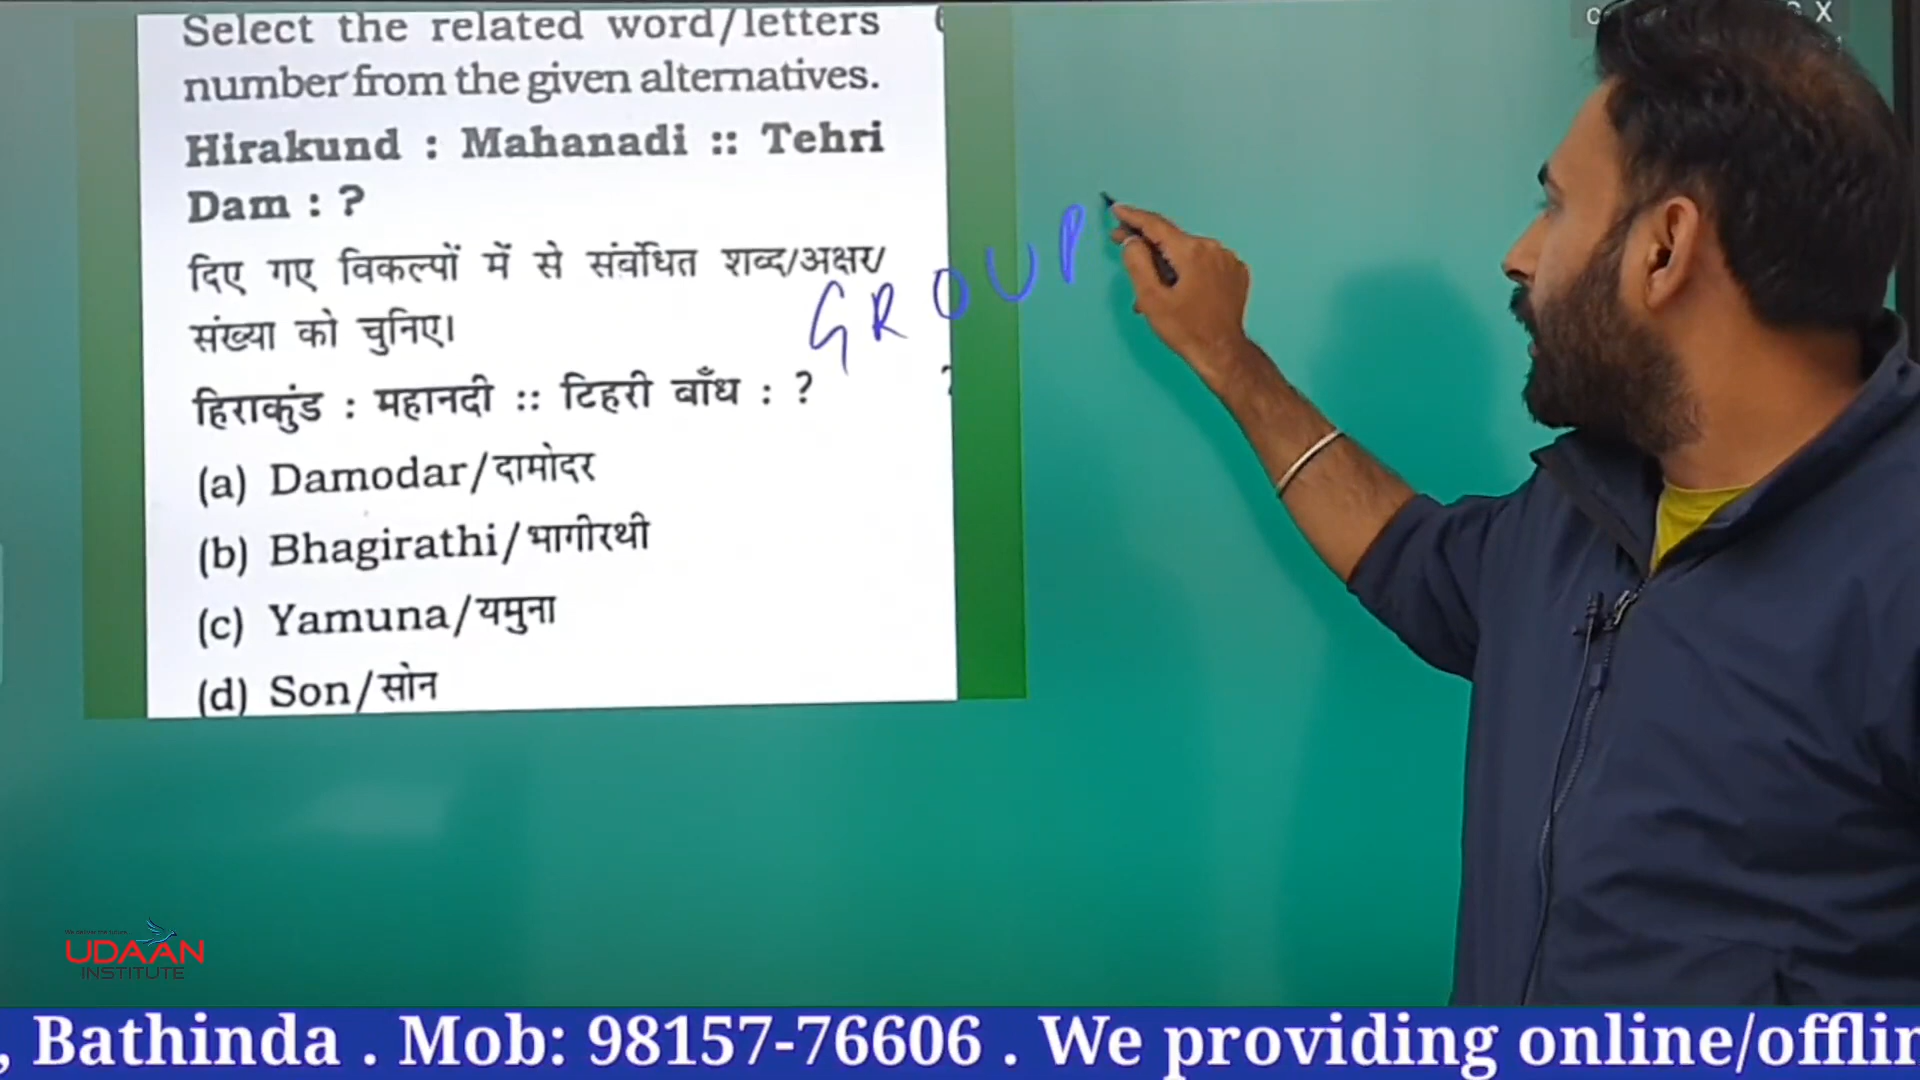 Select the related word/letters
number from the given alternatives.
Hirakund : Mahanadi :: Tehri
Dam : ?
दिए गए विकल्पों में से संबंधित शब्द/अक्षर/
संख्या को चुनिए।
GROUP
हिराकुंड : महानदी :: टिहरी बाँध : ?
(a) Damodar/दामोदर
(b) Bhagirathi/भागीरथी
(c) Yamuna/यमुना
(d) Son/सोन
UDAAN
INSTITUTE
, Bathinda . Mob: 98157-76606 . We providing online/offlin